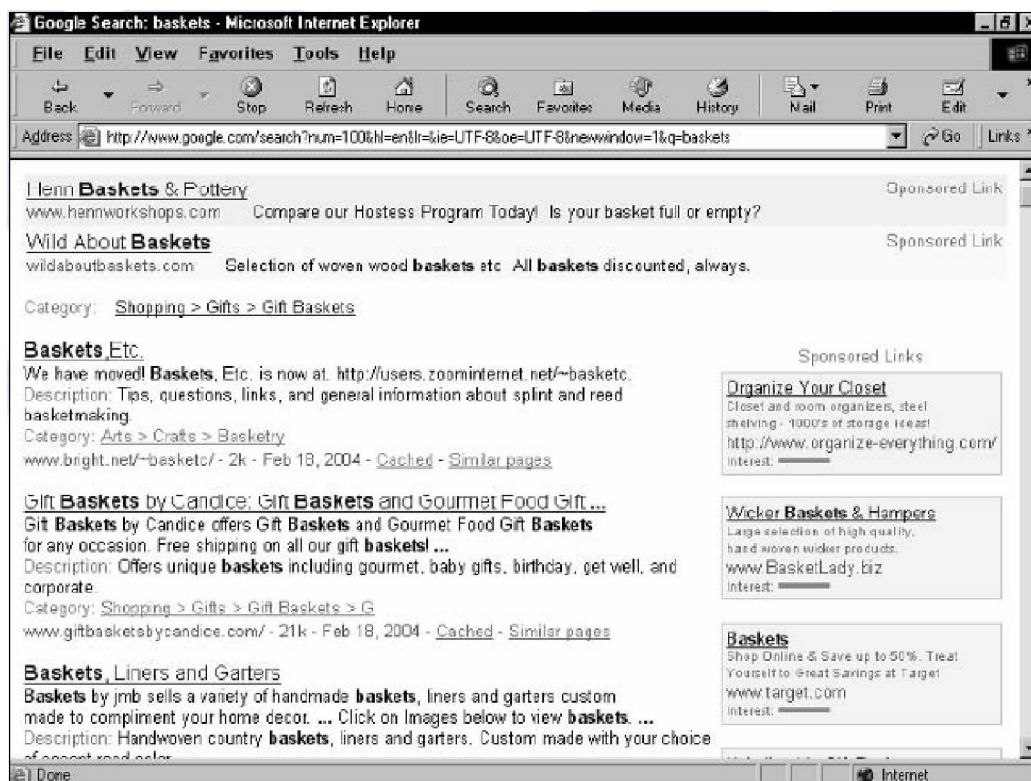 Google Search: baskets - Microsoft Internet Explorer
File Edit View Favorites Tools Help
Back Forward Stop Refresh Home Search Favorites Media History Mail Print Edit
Address http://www.google.com/search?num=100&hl=en&lr=&ie=UTF-8&oe=UTF-8&newwindow=1&q=baskets Go Links
Henn Baskets & Pottery Sponsored Link
www.hennworkshops.com Compare our Hostess Program Today! Is your basket full or empty?
Wild About Baskets Sponsored Link
wildaboutbaskets.com Selection of woven wood baskets etc All baskets discounted, always.
Category: Shopping > Gifts > Gift Baskets
Baskets,Etc.
We have moved! Baskets, Etc. is now at. http://users.zoominternet.net/~basketc.
Description: Tips, questions, links, and general information about splint and reed
basketmaking.
Category: Arts > Crafts > Basketry
www.bright.net/~basketc/ - 2k - Feb 18, 2004 - Cached - Similar pages
Gift Baskets by Candice: Gift Baskets and Gourmet Food Gift ...
Gift Baskets by Candice offers Gift Baskets and Gourmet Food Gift Baskets
for any occasion. Free shipping on all our gift baskets! ...
Description: Offers unique baskets including gourmet, baby gifts, birthday, get well, and
corporate.
Category: Shopping > Gifts > Gift Baskets > G
www.giftbasketsbycandice.com/ - 21k - Feb 18, 2004 - Cached - Similar pages
Baskets, Liners and Garters
Baskets by jmb sells a variety of handmade baskets, liners and garters custom
made to compliment your home decor. ... Click on Images below to view baskets. ...
Description: Handwoven country baskets, liners and garters. Custom made with your choice
Sponsored Links
Organize Your Closet
Closet and room organizers, steel
shelving - 1000's of storage ideas!
http://www.organize-everything.com/
Interest:
Wicker Baskets & Hampers
Large selection of high quality,
hand woven wicker products.
www.BasketLady.biz
Interest:
Baskets
Shop Online & Save up to 50%. Treat
Yourself to Great Savings at Target
www.target.com
Interest:
Done Internet